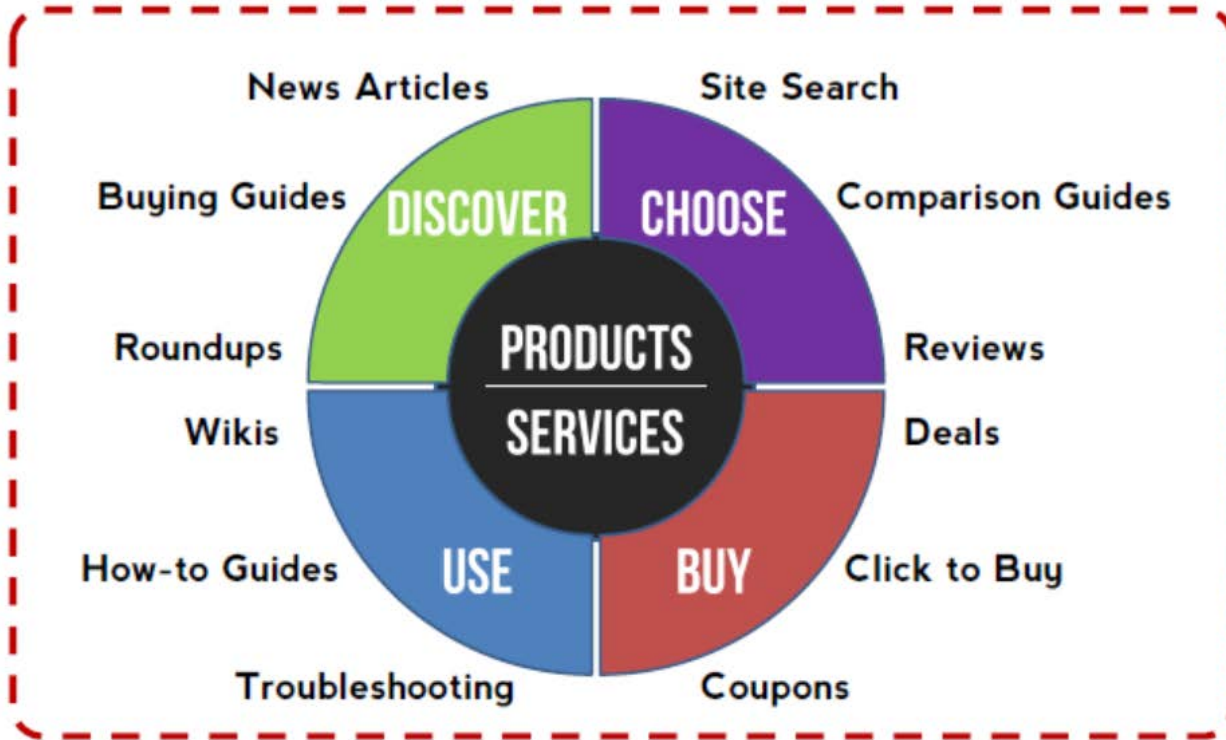 News Articles
Site Search
Buying Guides
DISCOVER
CHOOSE
Comparison Guides
Roundups
PRODUCTS
SERVICES
Reviews
Wikis
Deals
How-to Guides
USE
BUY
Click to Buy
Troubleshooting
Coupons